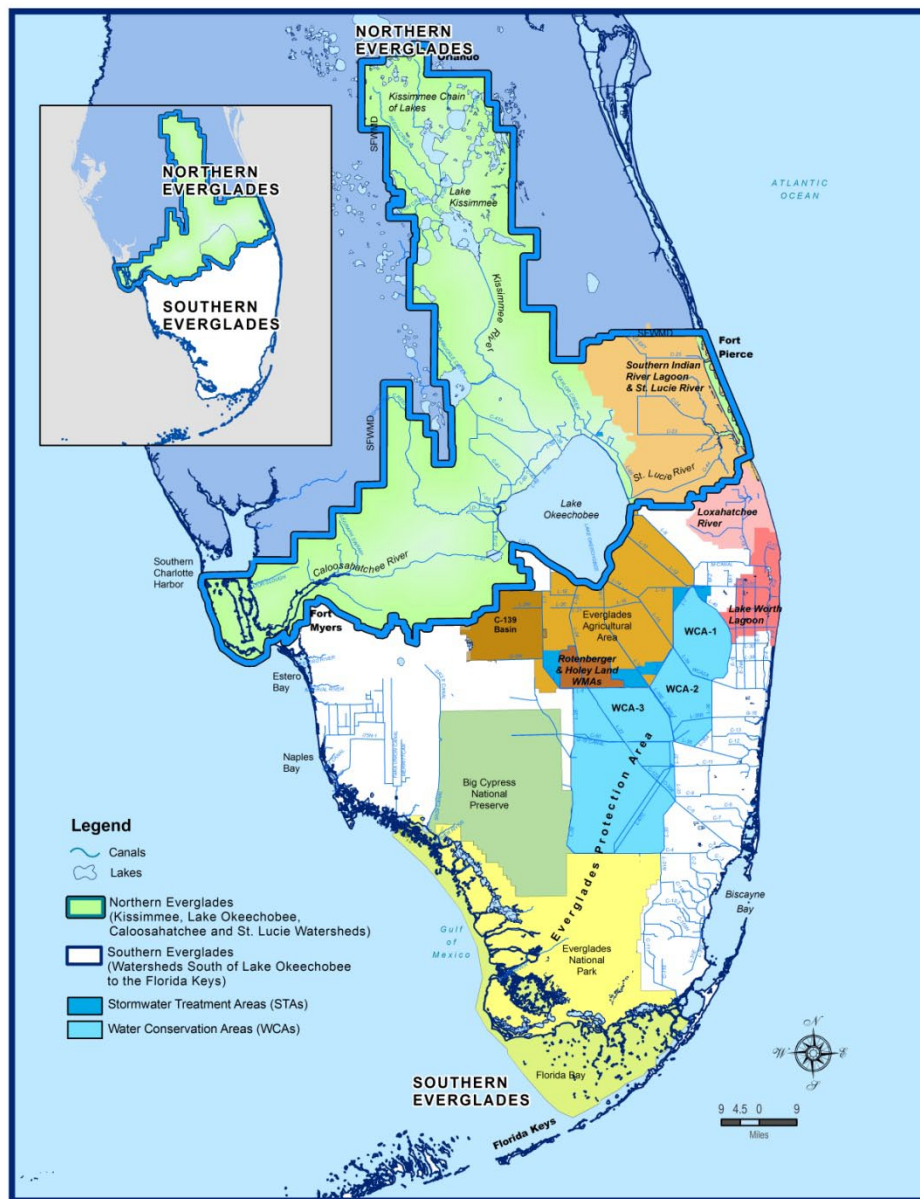 NORTHERN
EVERGLADES
Orlando
Kissimmee Chain
of Lakes
SFWMD
Lake
Kissimmee
ATLANTIC
OCEAN
NORTHERN
EVERGLADES
SOUTHERN
EVERGLADES
Kissimmee
River
SFWMD
Fort
Pierce
Southern Indian
River Lagoon
& St. Lucie River
C-25
C-24
C-23
SFWMD
St. Lucie River
Lake
Okeechobee
Loxahatchee
River
Southern
Charlotte
Harbor
Caloosahatchee River
Fort
Myers
C-139
Basin
Everglades
Agricultural
Area
WCA-1
Lake Worth
Lagoon
Rotenberger
& Holey Land
WMAs
WCA-2
WCA-3
Estero
Bay
Naples
Bay
Big Cypress
National
Preserve
Everglades Protection Area
Biscayne
Bay
Gulf
of
Mexico
Everglades
National
Park
Florida Bay
SOUTHERN
EVERGLADES
Florida Keys
Legend
Canals
Lakes
Northern Everglades
(Kissimmee, Lake Okeechobee,
Caloosahatchee and St. Lucie Watersheds)
Southern Everglades
(Watersheds South of Lake Okeechobee
to the Florida Keys)
Stormwater Treatment Areas (STAs)
Water Conservation Areas (WCAs)
N
W
E
S
9 4.5 0 9
Miles